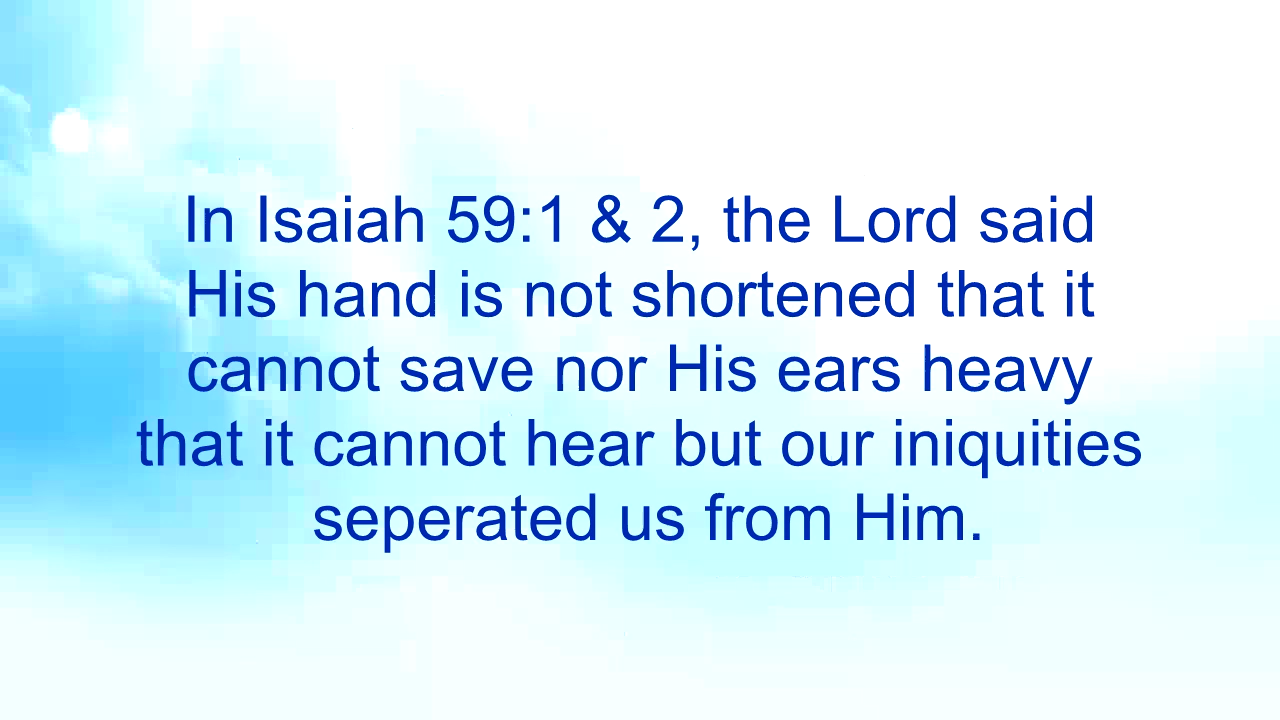 In Isaiah 59:1 & 2, the Lord said
His hand is not shortened that it
cannot save nor His ears heavy
that it cannot hear but our iniquities
seperated us from Him.